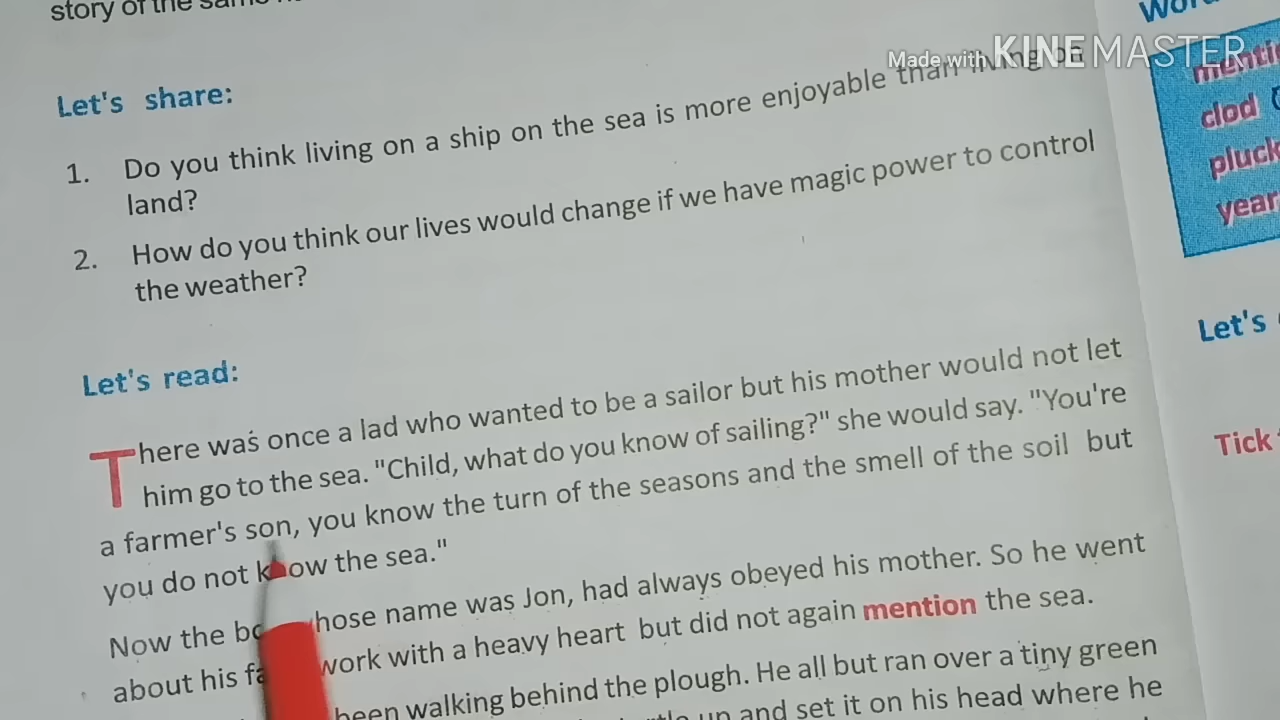 story of the
Made with KINEMASTER
Let's share:
1. Do you think living on a ship on the sea is more enjoyable than living on
land?
2. How do you think our lives would change if we have magic power to control
the weather?
Let's read:
There was once a lad who wanted to be a sailor but his mother would not let
him go to the sea. "Child, what do you know of sailing?" she would say. "You're
a farmer's son, you know the turn of the seasons and the smell of the soil but
you do not know the sea."
Now the whose name was Jon, had always obeyed his mother. So he went
about his work with a heavy heart but did not again mention the sea.
been walking behind the plough. He all but ran over a tiny green
up and set it on his head where he
clod
pluck
year
Let's
Tick